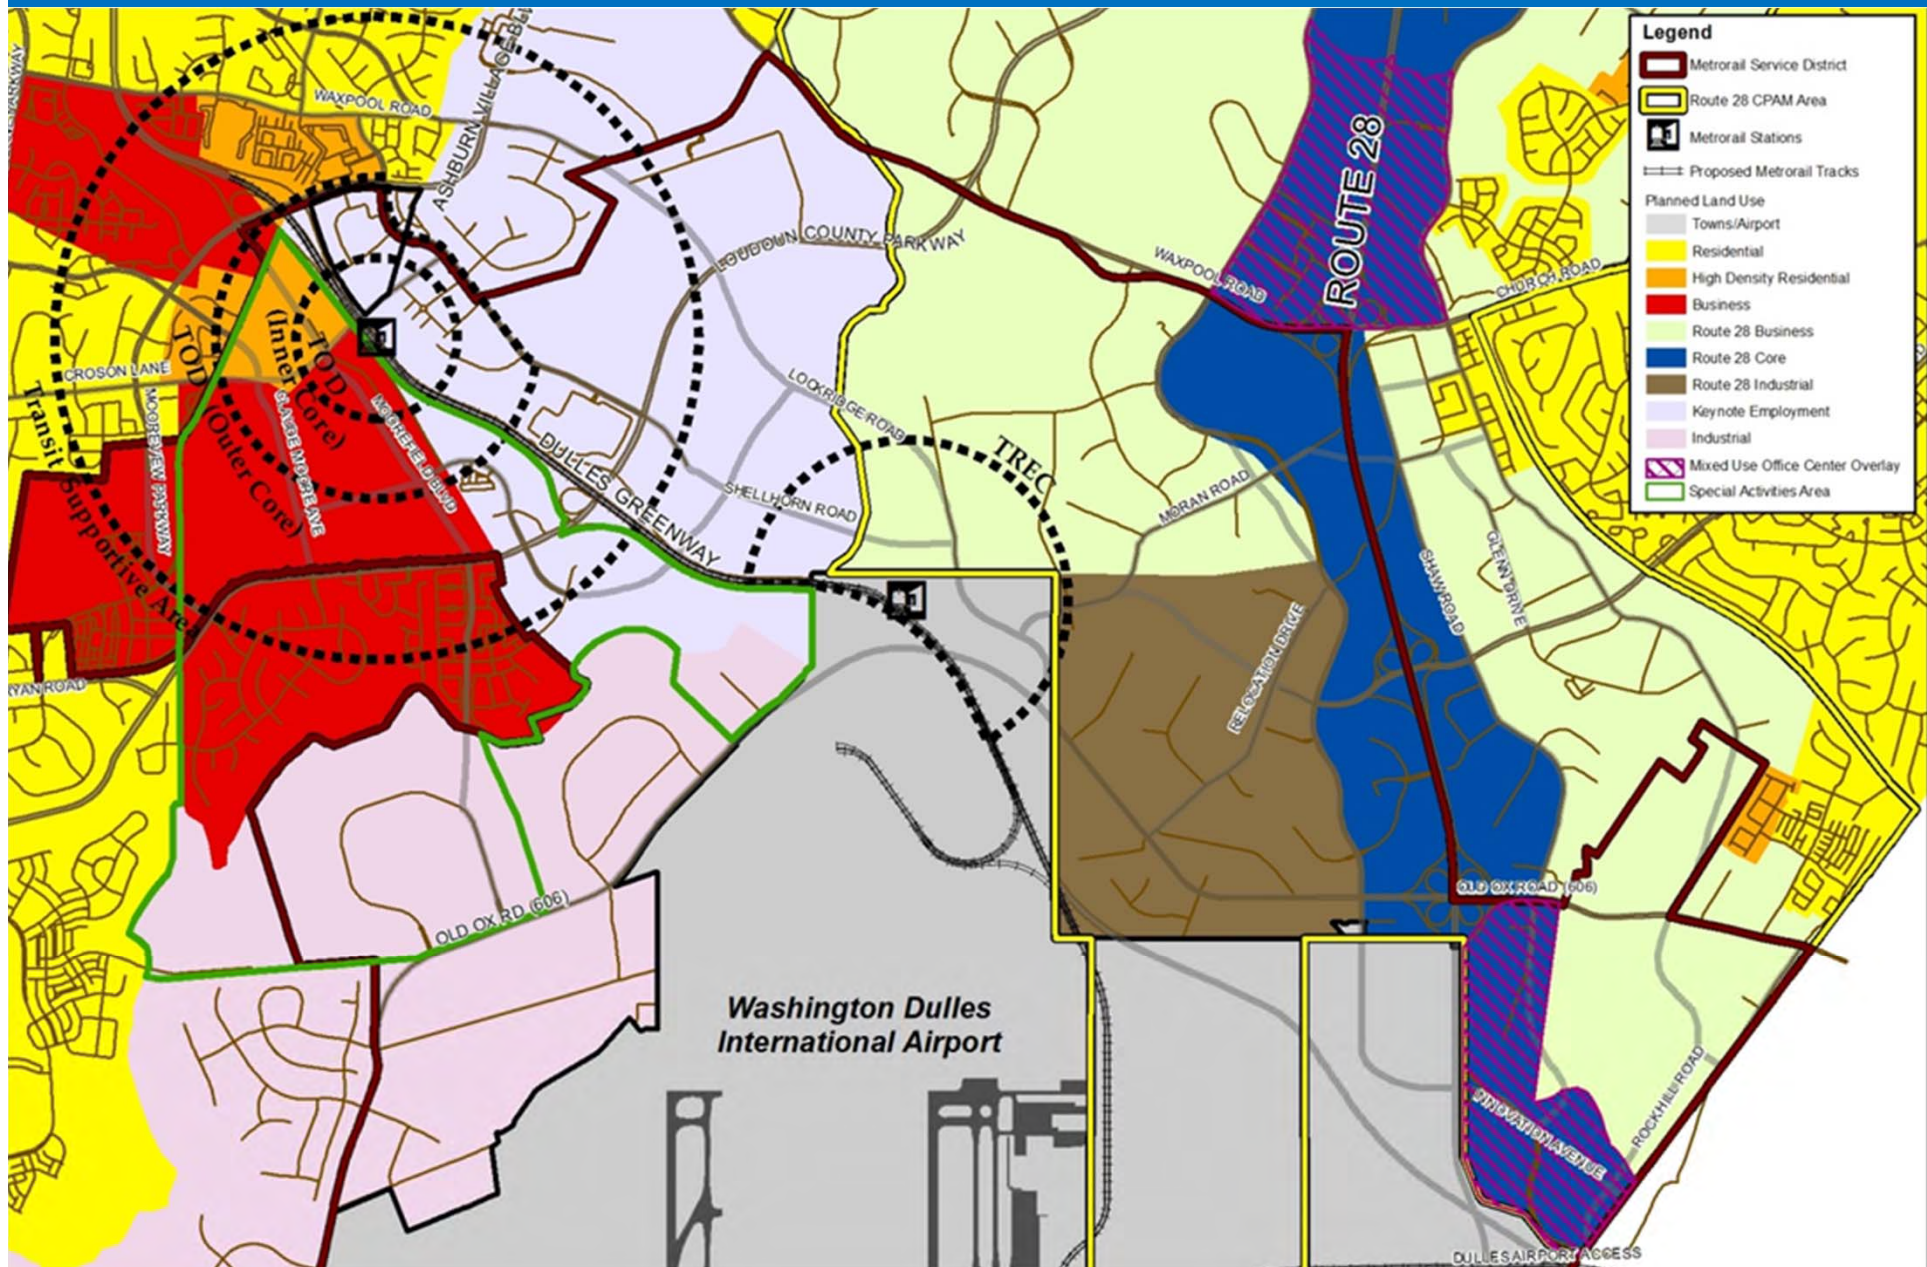 Legend
Metrorail Service District
Route 28 CPAM Area
Metrorail Stations
Proposed Metrorail Tracks
Planned Land Use
Towns/Airport
Residential
High Density Residential
Business
Route 28 Business
Route 28 Core
Route 28 Industrial
Keynote Employment
Industrial
Mixed Use Office Center Overlay
Special Activities Area
WAXPOOL ROAD
ASHBURN VILLAGE
LOUDOUN COUNTY PARKWAY
WAXPOOL ROAD
ROUTE 28
CHURCH ROAD
CROSON LANE
TOD
(Inner
Core)
TOD
(Outer Core)
Transit Supportive Area
MOOREFIELD BLVD
LOCKRIDGE ROAD
DULLES GREENWAY
SHELLHORN ROAD
TREC
MORAN ROAD
SHAW ROAD
GLENN DRIVE
RELOCATION DRIVE
RYAN ROAD
OLD OX RD (606)
OLD OX ROAD (606)
Washington Dulles
International Airport
INNOVATION AVENUE
ROCKHILL ROAD
DULLES AIRPORT ACCESS